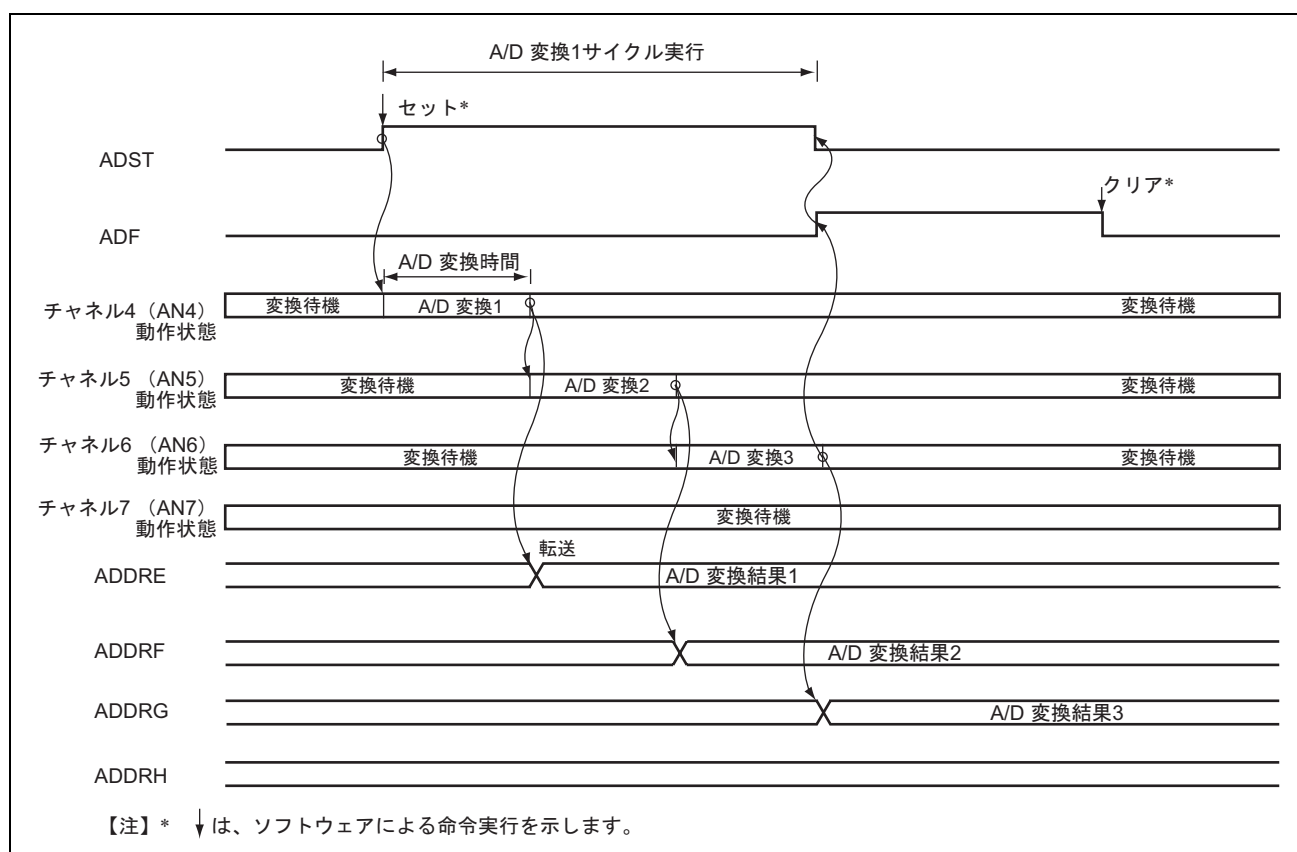 A/D 変換1サイクル実行
セット*
ADST
クリア*
ADF
A/D 変換時間
チャネル4（AN4）
動作状態
変換待機
A/D 変換1
変換待機
チャネル5 （AN5）
動作状態
変換待機
A/D 変換2
変換待機
チャネル6 （AN6）
動作状態
変換待機
A/D 変換3
変換待機
チャネル7 （AN7）
動作状態
変換待機
転送
ADDRE
A/D 変換結果1
ADDRF
A/D 変換結果2
ADDRG
A/D 変換結果3
ADDRH
【注】* ↓は、ソフトウェアによる命令実行を示します。